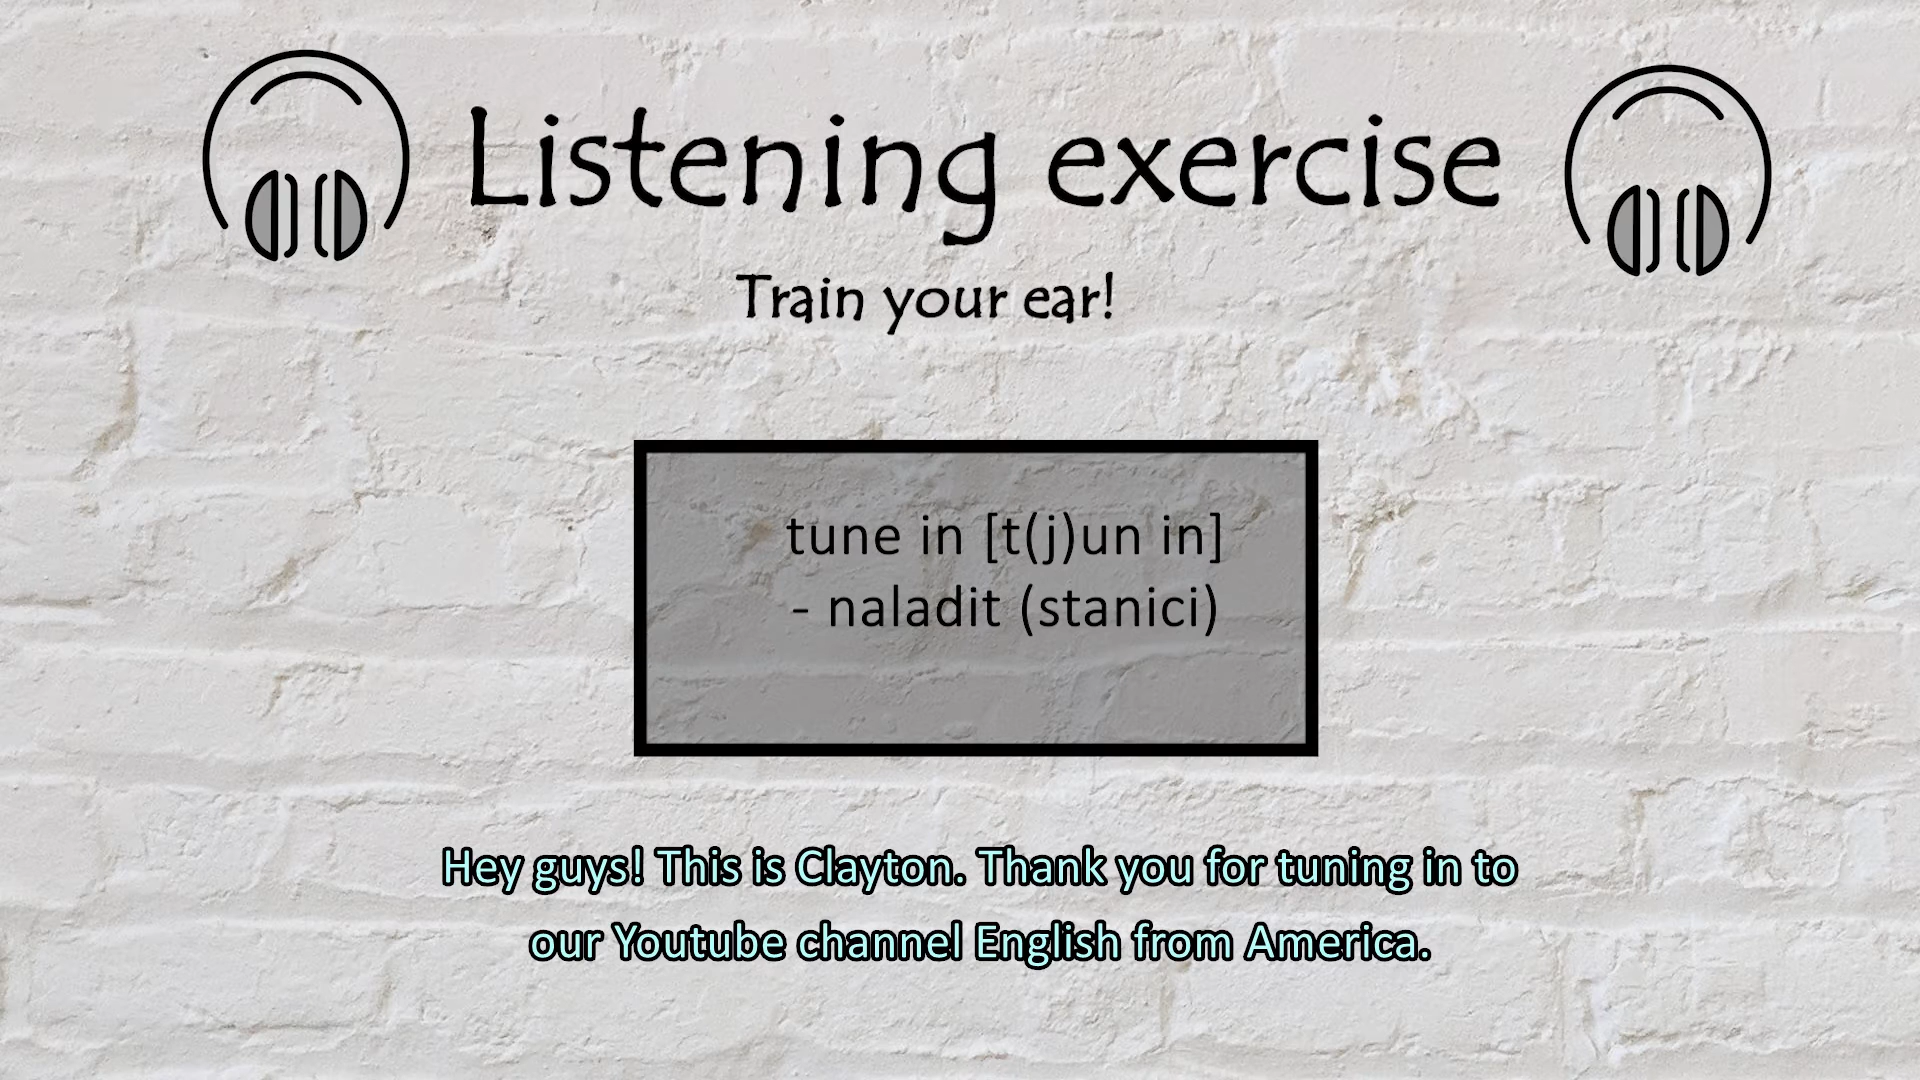 Listening exercise
Train your ear!
tune in [t(j)un in]
- naladit (stanici)
Hey guys! This is Clayton. Thank you for tuning in to
our Youtube channel English from America.